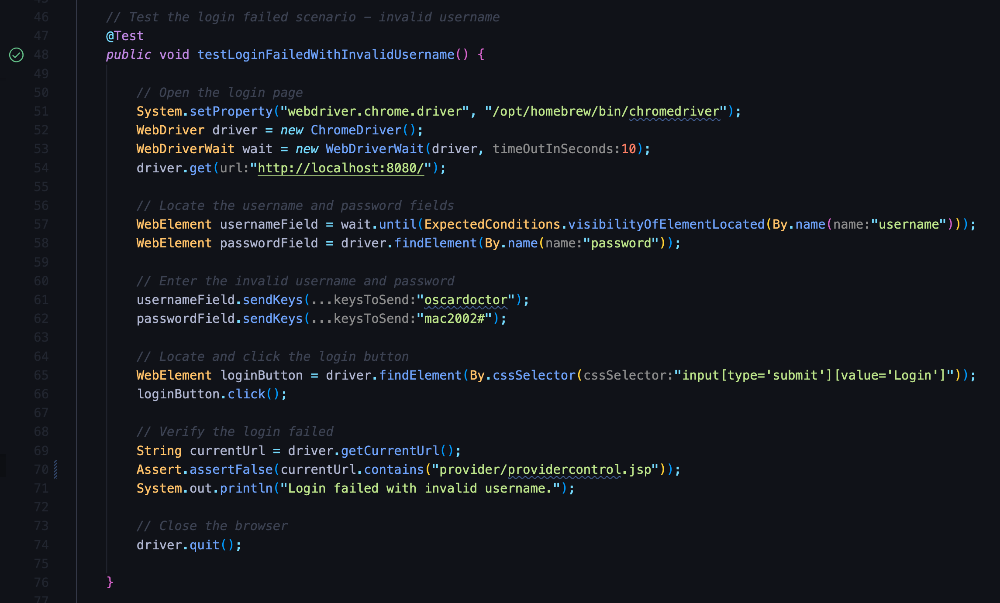 46 // Test the login failed scenario – invalid username
47 @Test
48 public void testLoginFailedWithInvalidUsername() {
49
50 // Open the login page
51 System.setProperty("webdriver.chrome.driver", "/opt/homebrew/bin/chromedriver");
52 WebDriver driver = new ChromeDriver();
53 WebDriverWait wait = new WebDriverWait(driver, timeOutInSeconds:10);
54 driver.get(url:"http://localhost:8080/");
55
56 // Locate the username and password fields
57 WebElement usernameField = wait.until(ExpectedConditions.visibilityOfElementLocated(By.name(name:"username")));
58 WebElement passwordField = driver.findElement(By.name(name:"password"));
59
60 // Enter the invalid username and password
61 usernameField.sendKeys(...keysToSend:"oscardoctor");
62 passwordField.sendKeys(...keysToSend:"mac2002#");
63
64 // Locate and click the login button
65 WebElement loginButton = driver.findElement(By.cssSelector(cssSelector:"input[type='submit'][value='Login']"));
66 loginButton.click();
67
68 // Verify the login failed
69 String currentUrl = driver.getCurrentUrl();
70 Assert.assertFalse(currentUrl.contains("provider/providercontrol.jsp"));
71 System.out.println("Login failed with invalid username.");
72
73 // Close the browser
74 driver.quit();
75
76 }
77